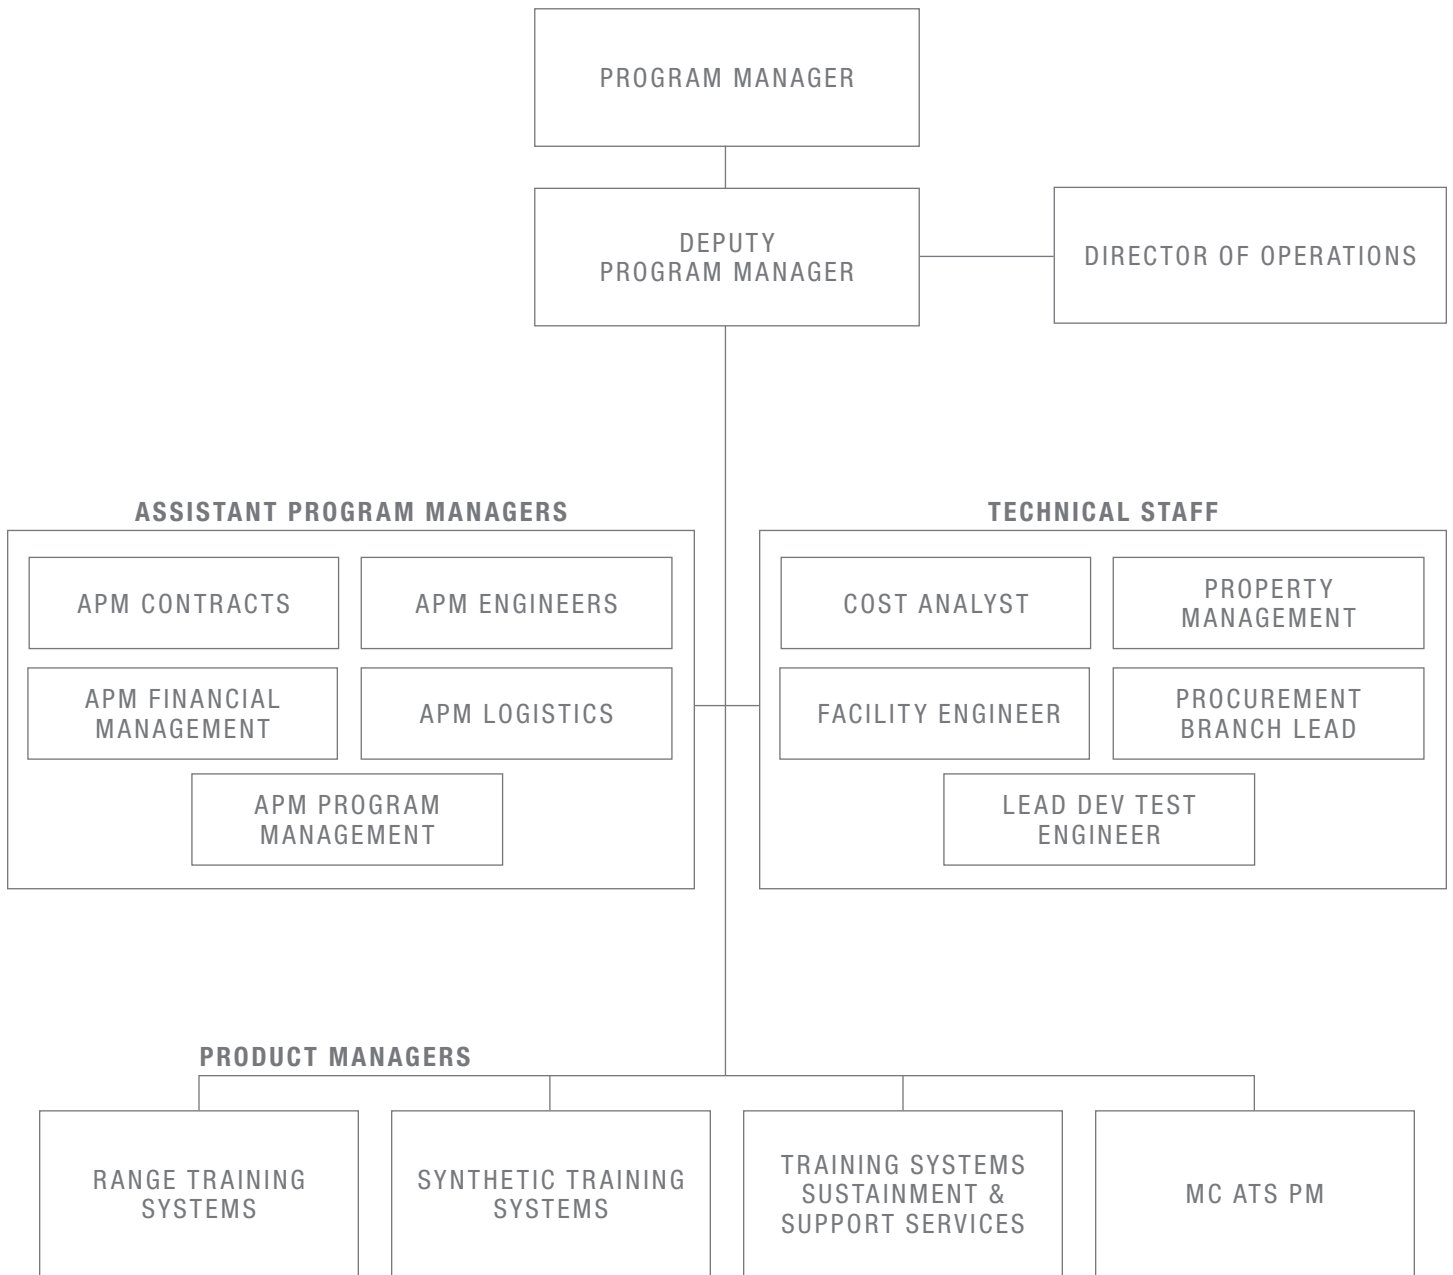 PROGRAM MANAGER
DEPUTY
PROGRAM MANAGER
DIRECTOR OF OPERATIONS
ASSISTANT PROGRAM MANAGERS
APM CONTRACTS
APM ENGINEERS
APM FINANCIAL
MANAGEMENT
APM LOGISTICS
APM PROGRAM
MANAGEMENT
TECHNICAL STAFF
COST ANALYST
PROPERTY
MANAGEMENT
FACILITY ENGINEER
PROCUREMENT
BRANCH LEAD
LEAD DEV TEST
ENGINEER
PRODUCT MANAGERS
RANGE TRAINING
SYSTEMS
SYNTHETIC TRAINING
SYSTEMS
TRAINING SYSTEMS
SUSTAINMENT &
SUPPORT SERVICES
MC ATS PM